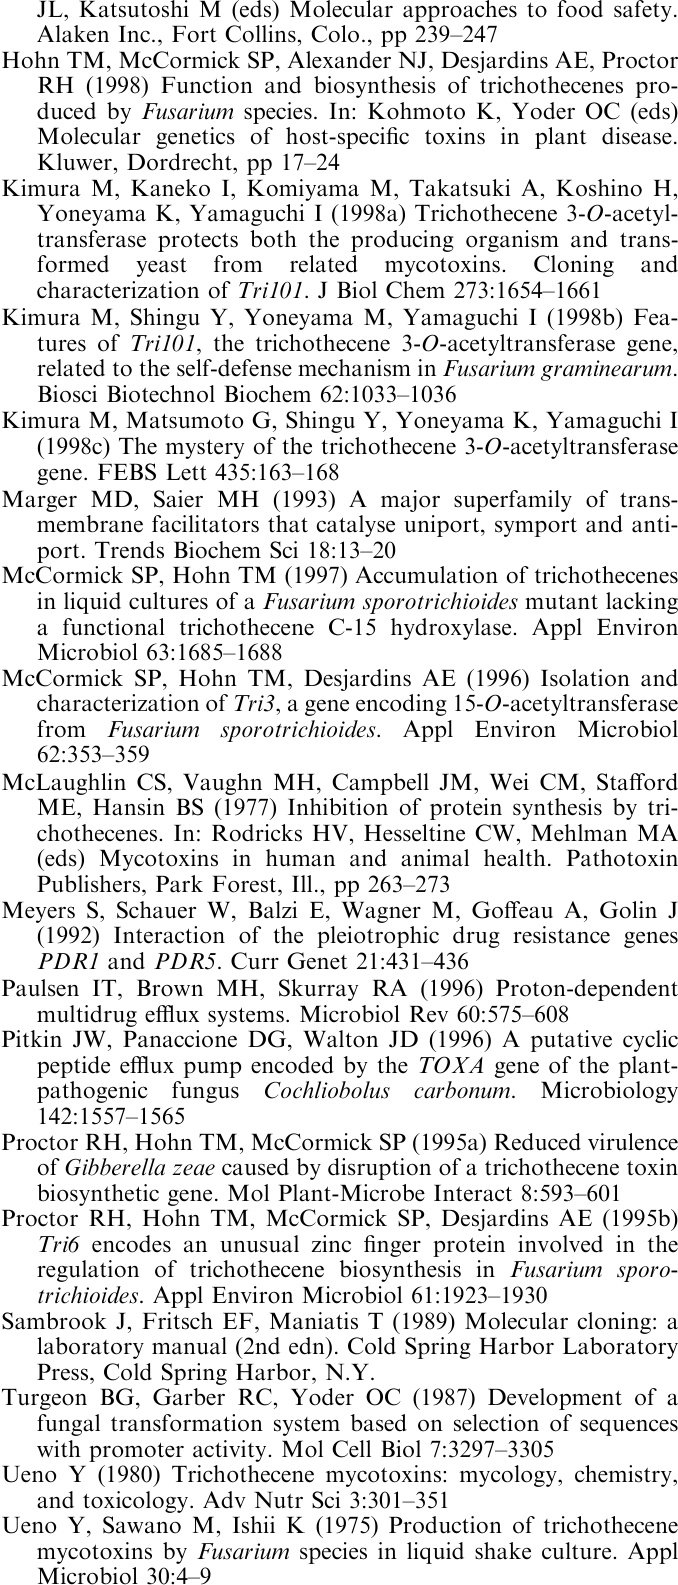 JL, Katsutoshi M (eds) Molecular approaches to food safety.
Alaken Inc., Fort Collins, Colo., pp 239–247
Hohn TM, McCormick SP, Alexander NJ, Desjardins AE, Proctor
RH (1998) Function and biosynthesis of trichothecenes pro-
duced by Fusarium species. In: Kohmoto K, Yoder OC (eds)
Molecular genetics of host-specific toxins in plant disease.
Kluwer, Dordrecht, pp 17–24
Kimura M, Kaneko I, Komiyama M, Takatsuki A, Koshino H,
Yoneyama K, Yamaguchi I (1998a) Trichothecene 3-O-acetyl-
transferase protects both the producing organism and trans-
formed yeast from related mycotoxins. Cloning and
characterization of Tri101. J Biol Chem 273:1654–1661
Kimura M, Shingu Y, Yoneyama M, Yamaguchi I (1998b) Fea-
tures of Tri101, the trichothecene 3-O-acetyltransferase gene,
related to the self-defense mechanism in Fusarium graminearum.
Biosci Biotechnol Biochem 62:1033–1036
Kimura M, Matsumoto G, Shingu Y, Yoneyama K, Yamaguchi I
(1998c) The mystery of the trichothecene 3-O-acetyltransferase
gene. FEBS Lett 435:163–168
Marger MD, Saier MH (1993) A major superfamily of trans-
membrane facilitators that catalyse uniport, symport and anti-
port. Trends Biochem Sci 18:13–20
McCormick SP, Hohn TM (1997) Accumulation of trichothecenes
in liquid cultures of a Fusarium sporotrichioides mutant lacking
a functional trichothecene C-15 hydroxylase. Appl Environ
Microbiol 63:1685–1688
McCormick SP, Hohn TM, Desjardins AE (1996) Isolation and
characterization of Tri3, a gene encoding 15-O-acetyltransferase
from Fusarium sporotrichioides. Appl Environ Microbiol
62:353–359
McLaughlin CS, Vaughn MH, Campbell JM, Wei CM, Stafford
ME, Hansin BS (1977) Inhibition of protein synthesis by tri-
chothecenes. In: Rodricks HV, Hesseltine CW, Mehlman MA
(eds) Mycotoxins in human and animal health. Pathotoxin
Publishers, Park Forest, Ill., pp 263–273
Meyers S, Schauer W, Balzi E, Wagner M, Goffeau A, Golin J
(1992) Interaction of the pleiotrophic drug resistance genes
PDR1 and PDR5. Curr Genet 21:431–436
Paulsen IT, Brown MH, Skurray RA (1996) Proton-dependent
multidrug efflux systems. Microbiol Rev 60:575–608
Pitkin JW, Panaccione DG, Walton JD (1996) A putative cyclic
peptide efflux pump encoded by the TOXA gene of the plant-
pathogenic fungus Cochliobolus carbonum. Microbiology
142:1557–1565
Proctor RH, Hohn TM, McCormick SP (1995a) Reduced virulence
of Gibberella zeae caused by disruption of a trichothecene toxin
biosynthetic gene. Mol Plant-Microbe Interact 8:593–601
Proctor RH, Hohn TM, McCormick SP, Desjardins AE (1995b)
Tri6 encodes an unusual zinc finger protein involved in the
regulation of trichothecene biosynthesis in Fusarium sporo-
trichioides. Appl Environ Microbiol 61:1923–1930
Sambrook J, Fritsch EF, Maniatis T (1989) Molecular cloning: a
laboratory manual (2nd edn). Cold Spring Harbor Laboratory
Press, Cold Spring Harbor, N.Y.
Turgeon BG, Garber RC, Yoder OC (1987) Development of a
fungal transformation system based on selection of sequences
with promoter activity. Mol Cell Biol 7:3297–3305
Ueno Y (1980) Trichothecene mycotoxins: mycology, chemistry,
and toxicology. Adv Nutr Sci 3:301–351
Ueno Y, Sawano M, Ishii K (1975) Production of trichothecene
mycotoxins by Fusarium species in liquid shake culture. Appl
Microbiol 30:4–9